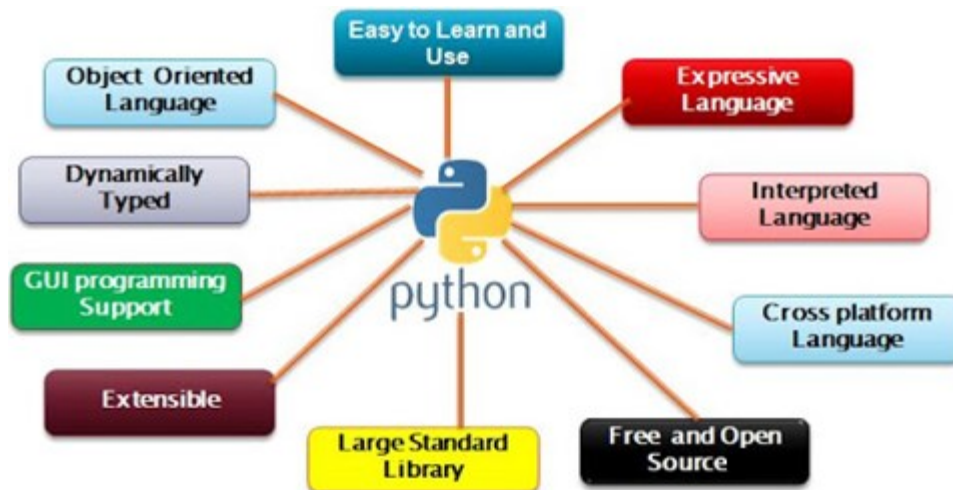 Easy to Learn and
Use
Expressive
Language
Interpreted
Language
Cross platform
Language
Free and Open
Source
Large Standard
Library
Extensible
GUI programming
Support
Dynamically
Typed
Object Oriented
Language
python